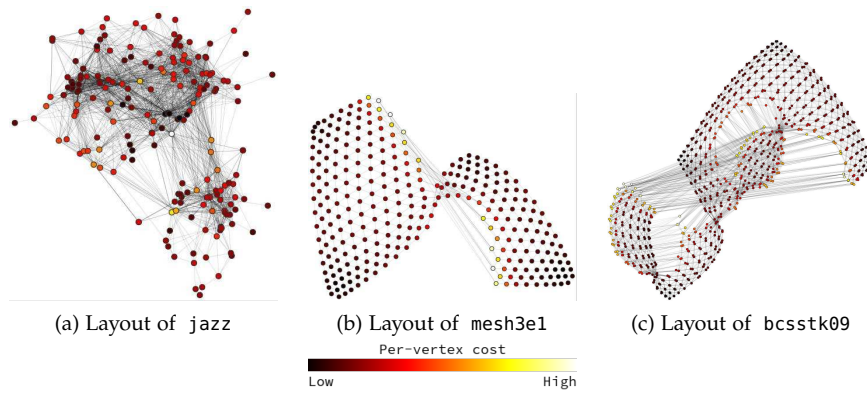 (a) Layout of jazz
(b) Layout of mesh3e1
(c) Layout of bcsstk09
Per-vertex cost
Low High